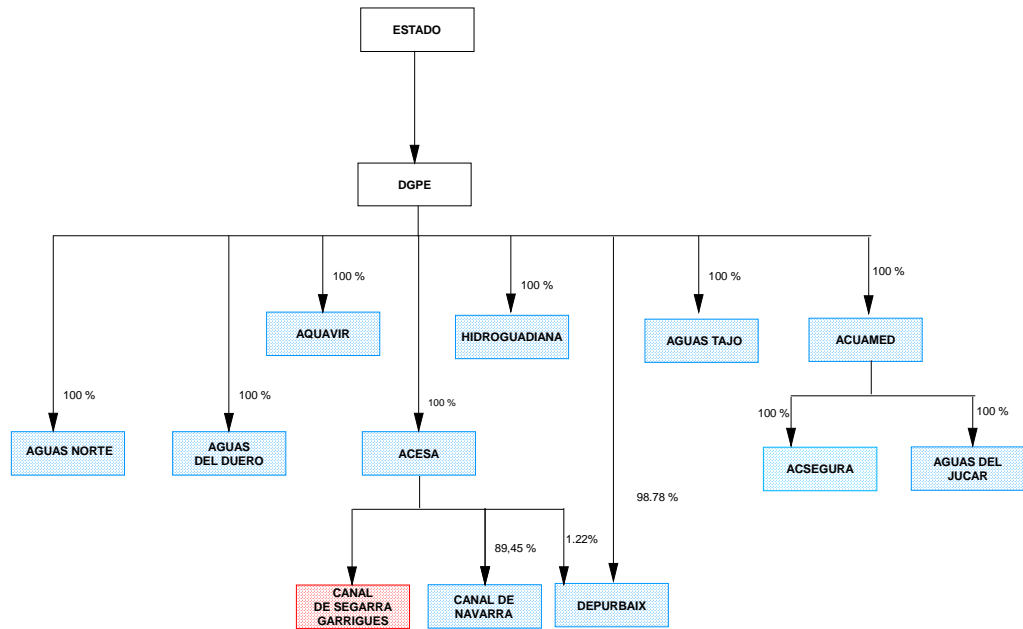 ESTADO
DGPE
100 %
100 %
100 %
100 %
AQUAVIR
HIDROGUADIANA
AGUAS TAJO
ACUAMED
100 %
100 %
100 %
100 %
100 %
AGUAS NORTE
AGUAS
DEL DUERO
ACESA
ACSEGURA
AGUAS DEL
JUCAR
98.78 %
89,45 %
1.22%
CANAL
DE SEGARRA
GARRIGUES
CANAL DE
NAVARRA
DEPURBAIX